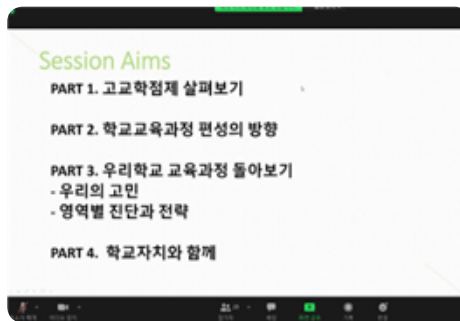 Session Aims
PART 1. 고교학점제 살펴보기
PART 2. 학교교육과정 편성의 방향
PART 3. 우리학교 교육과정 돌아보기
- 우리의 고민
- 영역별 진단과 전략
PART 4. 학교자치와 함께